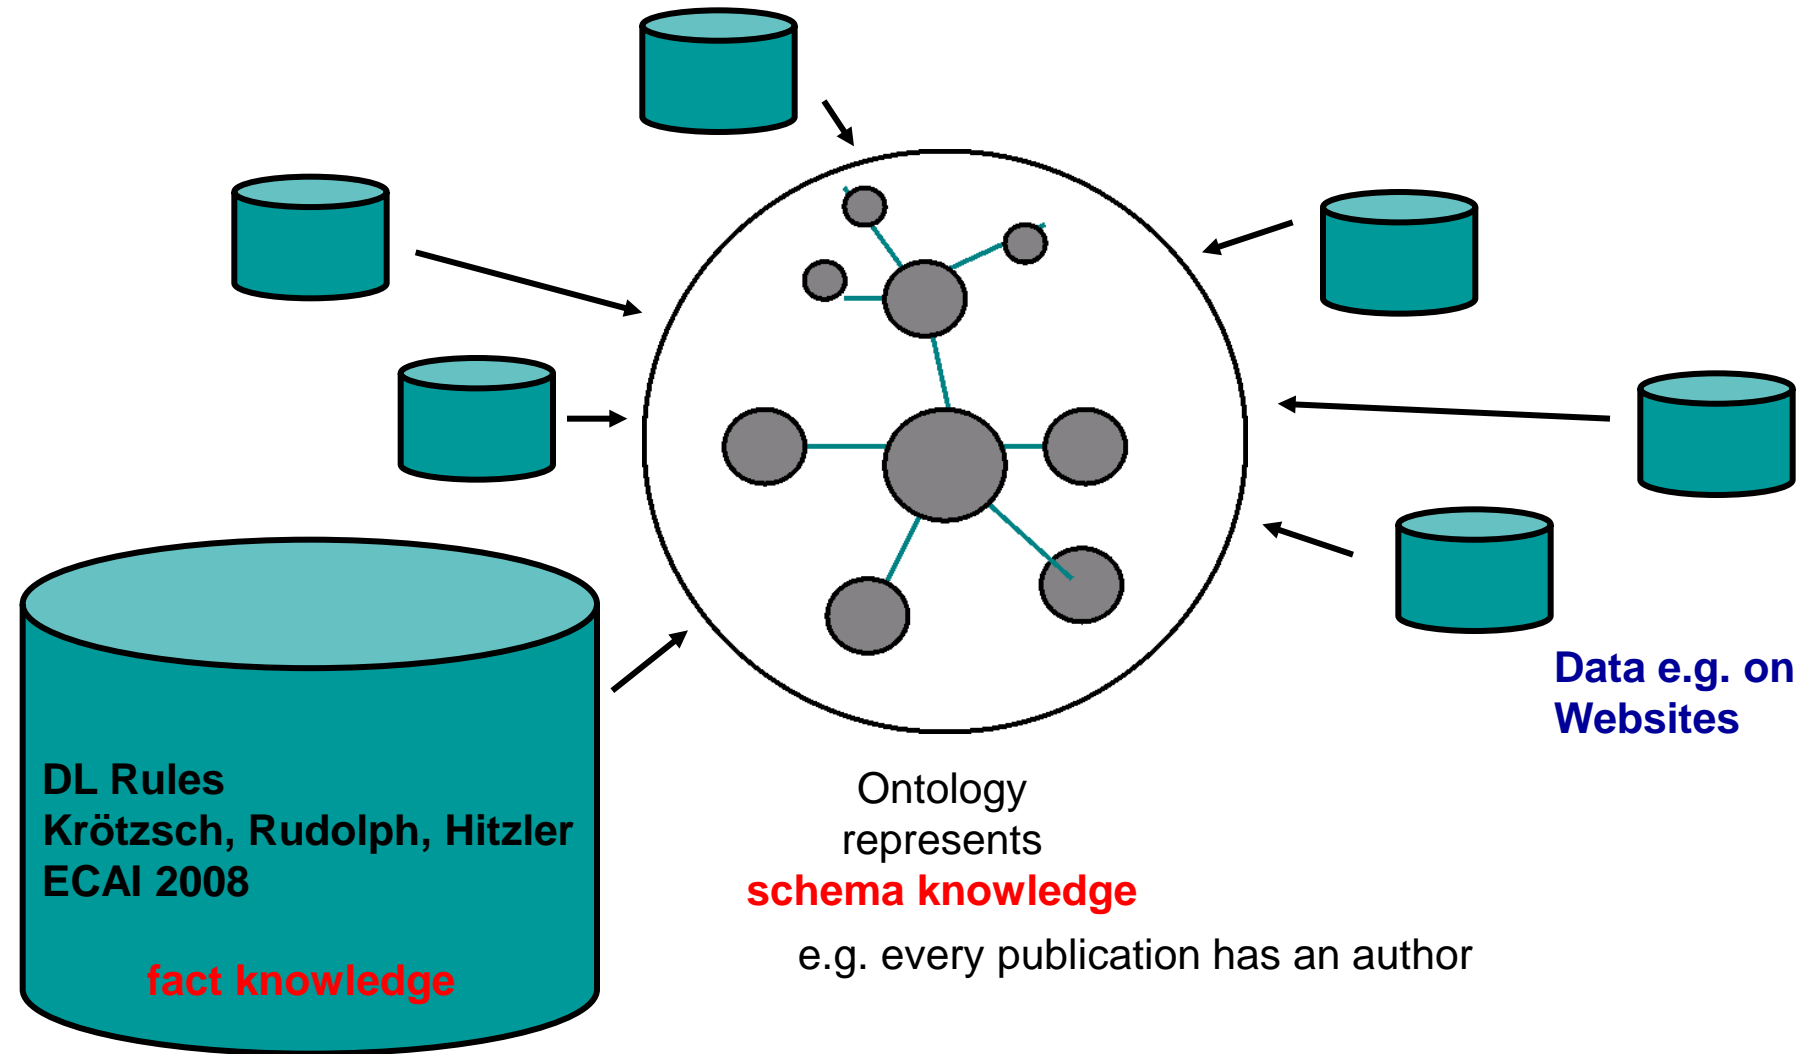 Data e.g. on
Websites
DL Rules
Krötzsch, Rudolph, Hitzler
ECAI 2008
fact knowledge
Ontology
represents
schema knowledge
e.g. every publication has an author